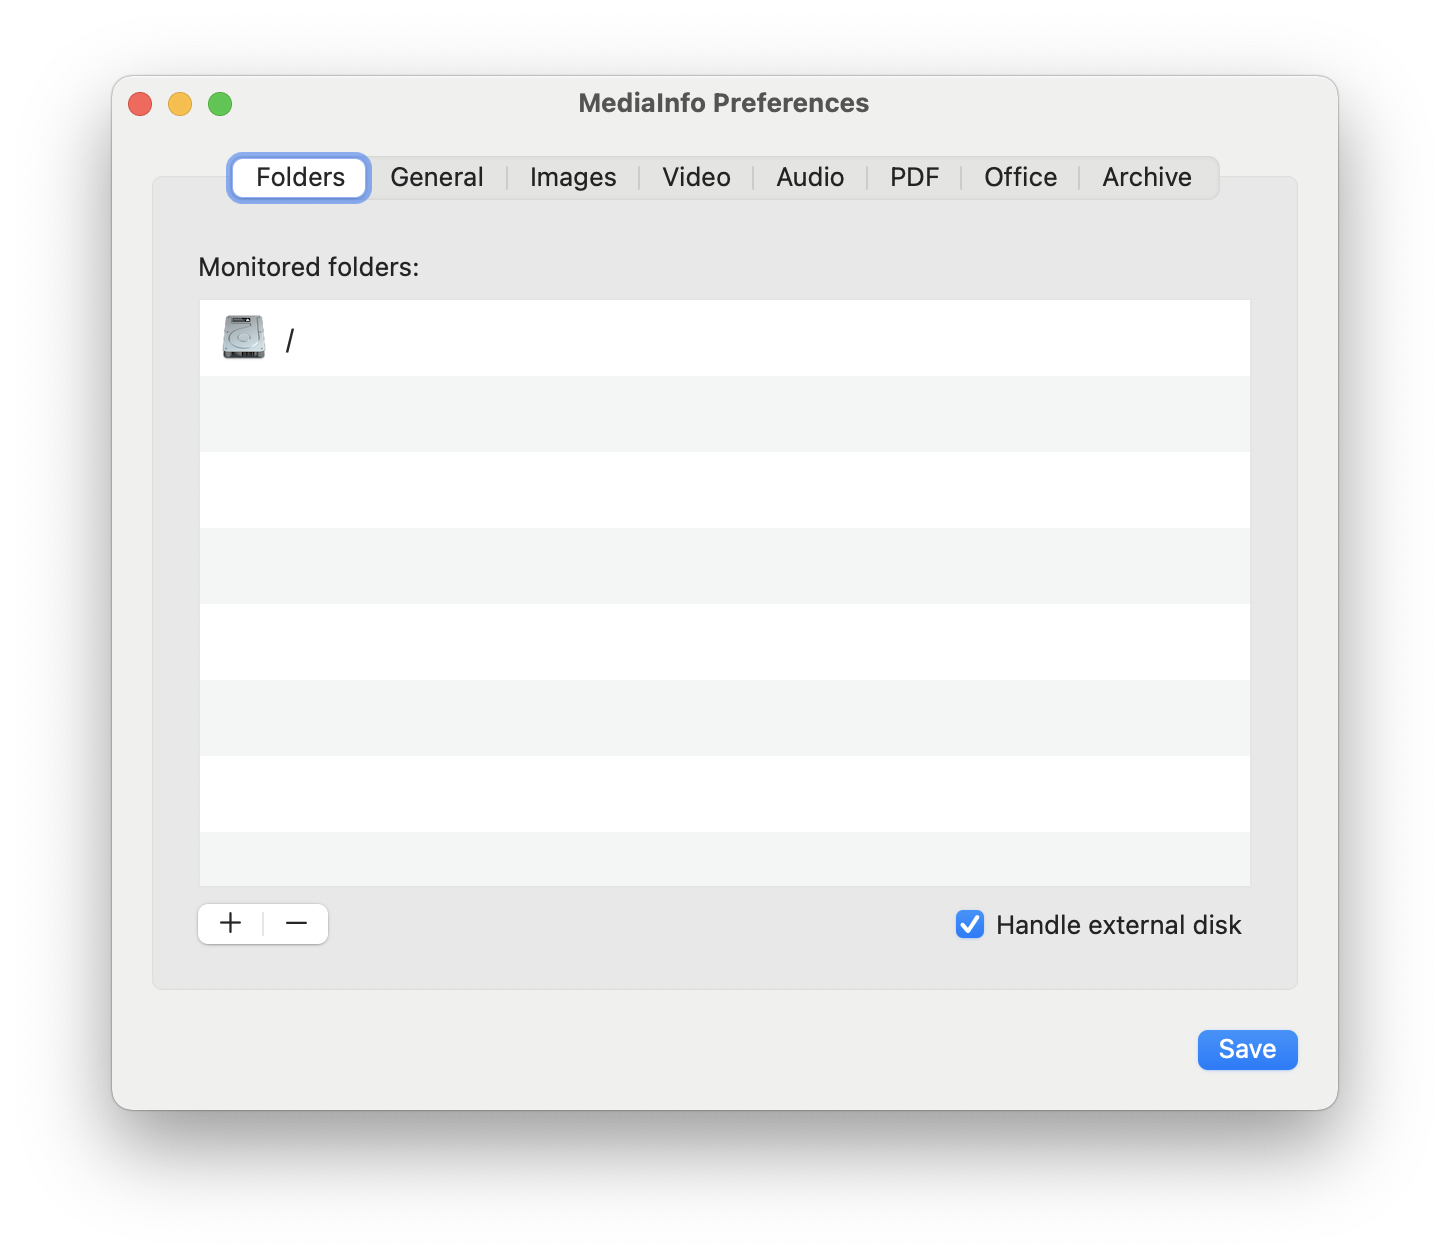 MediaInfo Preferences
Folders General Images Video Audio PDF Office Archive
Monitored folders:
/
Handle external disk
Save